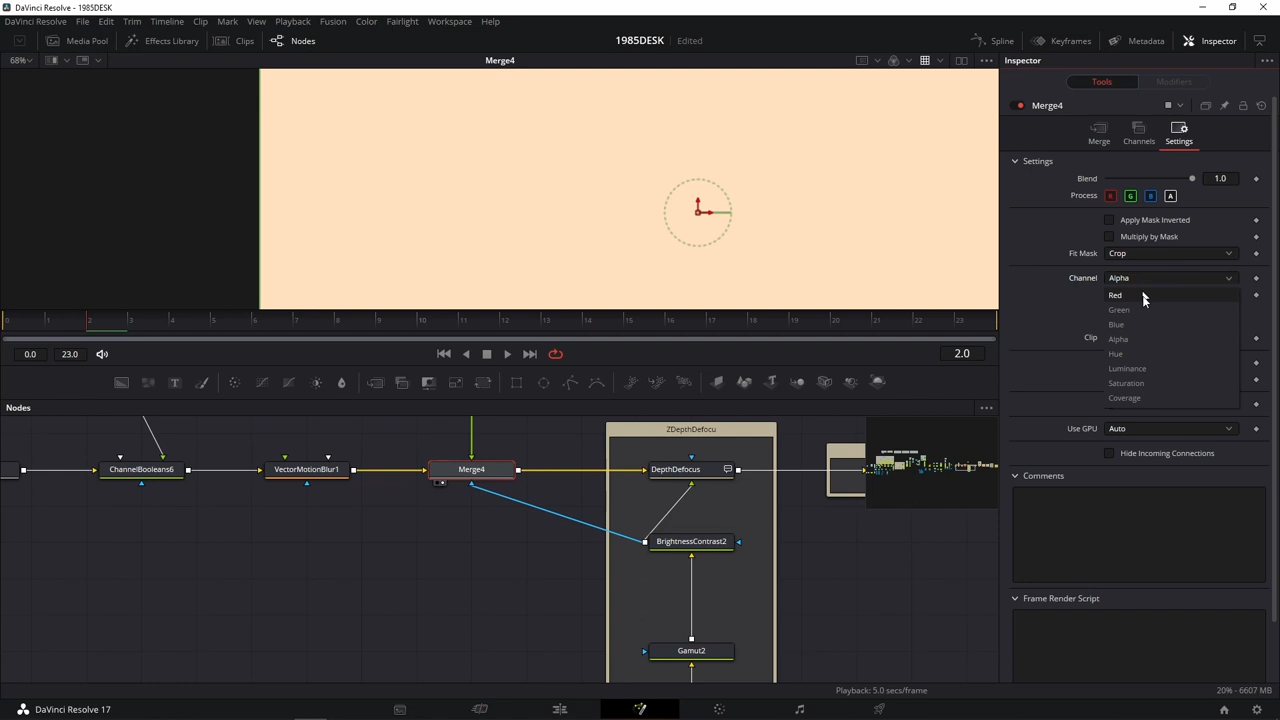 DaVinci Resolve - 1985DESK
DaVinci Resolve File Edit Trim Timeline Clip Mark View Playback Fusion Color Fairlight Workspace Help
Media Pool Effects Library Clips Nodes 1985DESK Edited Spline Keyframes Metadata Inspector
68% Merge4 Inspector
Tools Modifiers
Merge4
Merge Channels Settings
Settings
Blend 1.0
Process R G B A
Apply Mask Inverted
Multiply by Mask
Fit Mask Crop
Channel Alpha
Red
Green
Blue
Clip
Alpha
Hue
Luminance
Saturation
Coverage
Use GPU Auto
Hide Incoming Connections
Comments
Frame Render Script
0 1 2 3 4 5 6 7 8 9 10 11 12 13 14 15 16 17 18 19 20 21 22 23
0.0 23.0 2.0
Nodes
ZDepthDefocu
ChannelBooleans6 VectorMotionBlur1 Merge4 DepthDefocus
BrightnessContrast2
Gamut2
Playback: 5.0 secs/frame 20% - 6607 MB
DaVinci Resolve 17